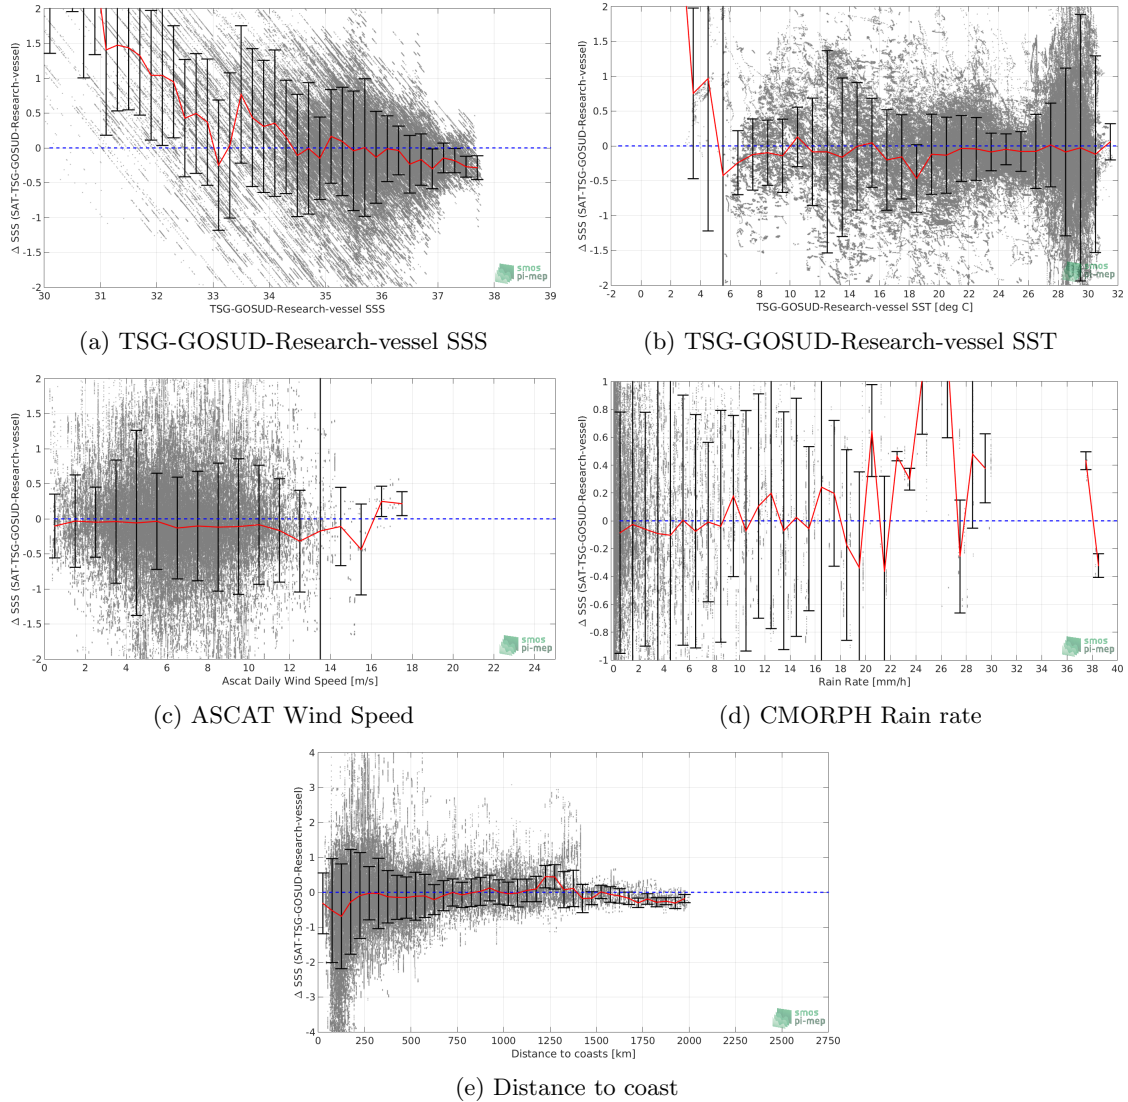 2
1.5
1
0.5
0
-0.5
-1
-1.5
-2
Δ SSS (SAT-TSG-GOSUD-Research-vessel)
30 31 32 33 34 35 36 37 38 39
TSG-GOSUD-Research-vessel SSS
smos
pi-mep
(a) TSG-GOSUD-Research-vessel SSS
2
1.5
1
0.5
0
-0.5
-1
-1.5
-2
Δ SSS (SAT-TSG-GOSUD-Research-vessel)
-2 0 2 4 6 8 10 12 14 16 18 20 22 24 26 28 30 32
TSG-GOSUD-Research-vessel SST [deg C]
smos
pi-mep
(b) TSG-GOSUD-Research-vessel SST
2
1.5
1
0.5
0
-0.5
-1
-1.5
-2
Δ SSS (SAT-TSG-GOSUD-Research-vessel)
0 2 4 6 8 10 12 14 16 18 20 22 24
Ascat Daily Wind Speed [m/s]
smos
pi-mep
(c) ASCAT Wind Speed
1
0.8
0.6
0.4
0.2
0
-0.2
-0.4
-0.6
-0.8
-1
Δ SSS (SAT-TSG-GOSUD-Research-vessel)
0 2 4 6 8 10 12 14 16 18 20 22 24 26 28 30 32 34 36 38 40
Rain Rate [mm/h]
smos
pi-mep
(d) CMORPH Rain rate
4
3
2
1
0
-1
-2
-3
-4
Δ SSS (SAT-TSG-GOSUD-Research-vessel)
0 250 500 750 1000 1250 1500 1750 2000 2250 2500 2750
Distance to coasts [km]
smos
pi-mep
(e) Distance to coast